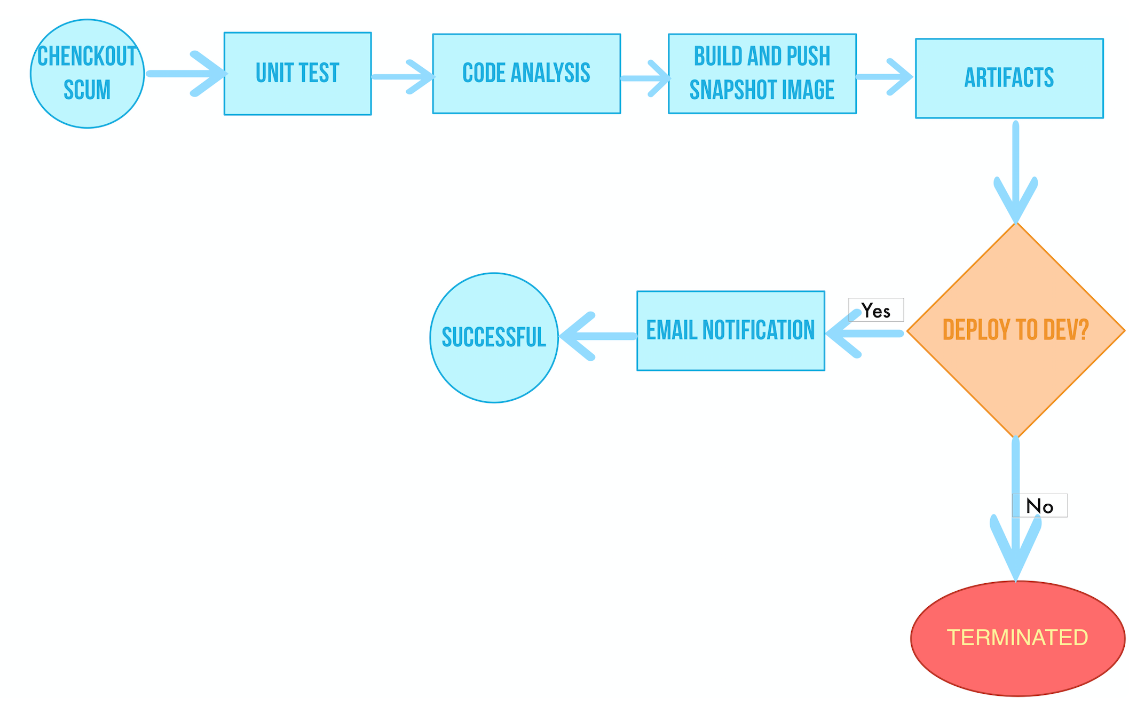 CHENCKOUT
SCUM
UNIT TEST
CODE ANALYSIS
BUILD AND PUSH
SNAPSHOT IMAGE
ARTIFACTS
SUCCESSFUL
EMAIL NOTIFICATION
Yes
DEPLOY TO DEV?
No
TERMINATED